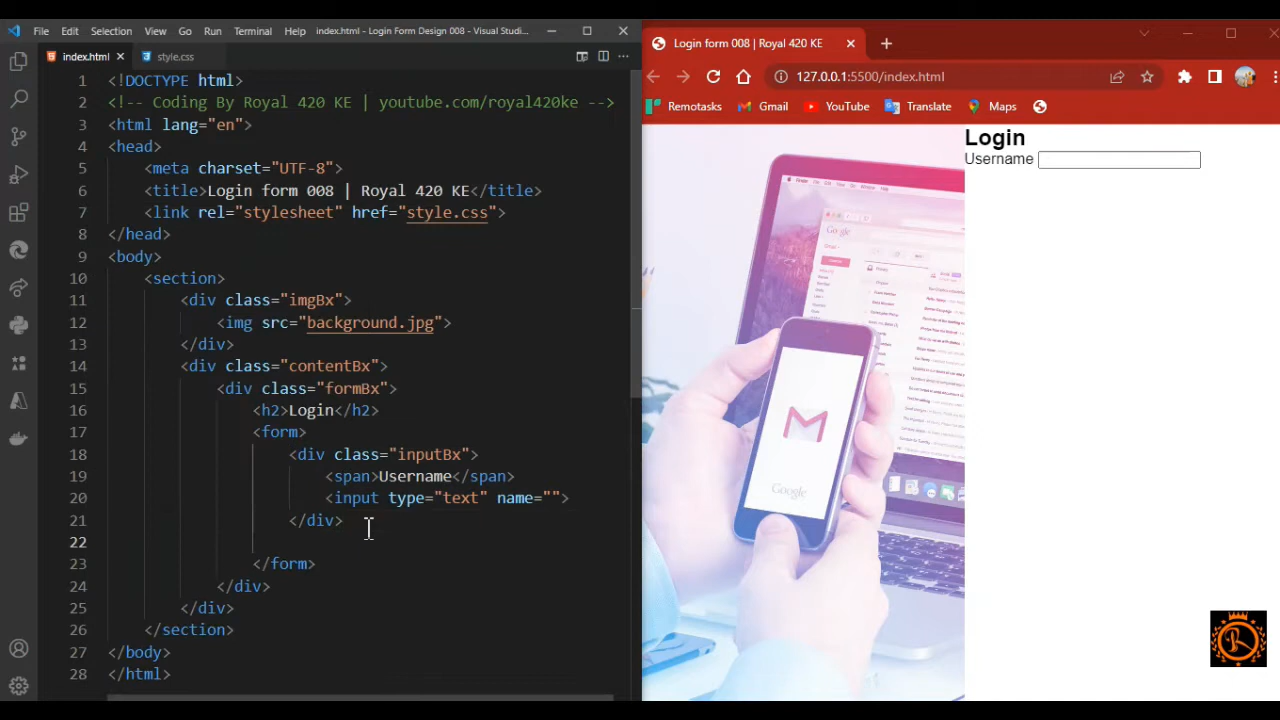 File Edit Selection View Go Run Terminal Help index.html - Login Form Design 008 - Visual Studi...
index.html style.css
1 <!DOCTYPE html>
2 <!-- Coding By Royal 420 KE | youtube.com/royal420ke -->
3 <html lang="en">
4 <head>
5 <meta charset="UTF-8">
6 <title>Login form 008 | Royal 420 KE</title>
7 <link rel="stylesheet" href="style.css">
8 </head>
9 <body>
10 <section>
11 <div class="imgBx">
12 <img src="background.jpg">
13 </div>
14 <div class="contentBx">
15 <div class="formBx">
16 <h2>Login</h2>
17 <form>
18 <div class="inputBx">
19 <span>Username</span>
20 <input type="text" name="">
21 </div>
22
23 </form>
24 </div>
25 </div>
26 </section>
27 </body>
28 </html>
Login form 008 | Royal 420 KE
127.0.0.1:5500/index.html
Remotasks Gmail YouTube Translate Maps
Login
Username
Google
Google
R